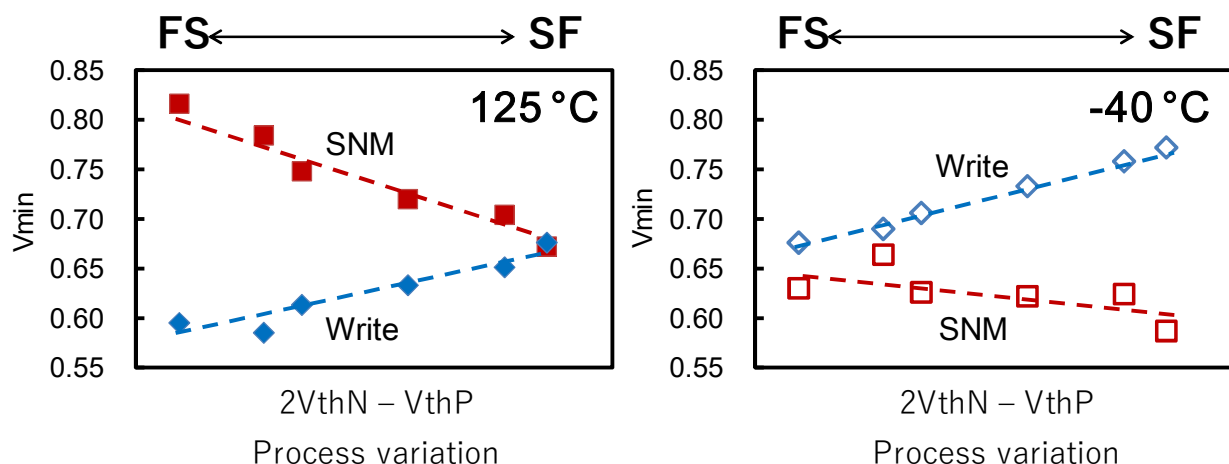 FS SF
125 °C
Vmin
0.85
0.80
0.75
0.70
0.65
0.60
0.55
SNM
Write
2VthN – VthP
Process variation
FS SF
-40 °C
Vmin
0.85
0.80
0.75
0.70
0.65
0.60
0.55
Write
SNM
2VthN – VthP
Process variation